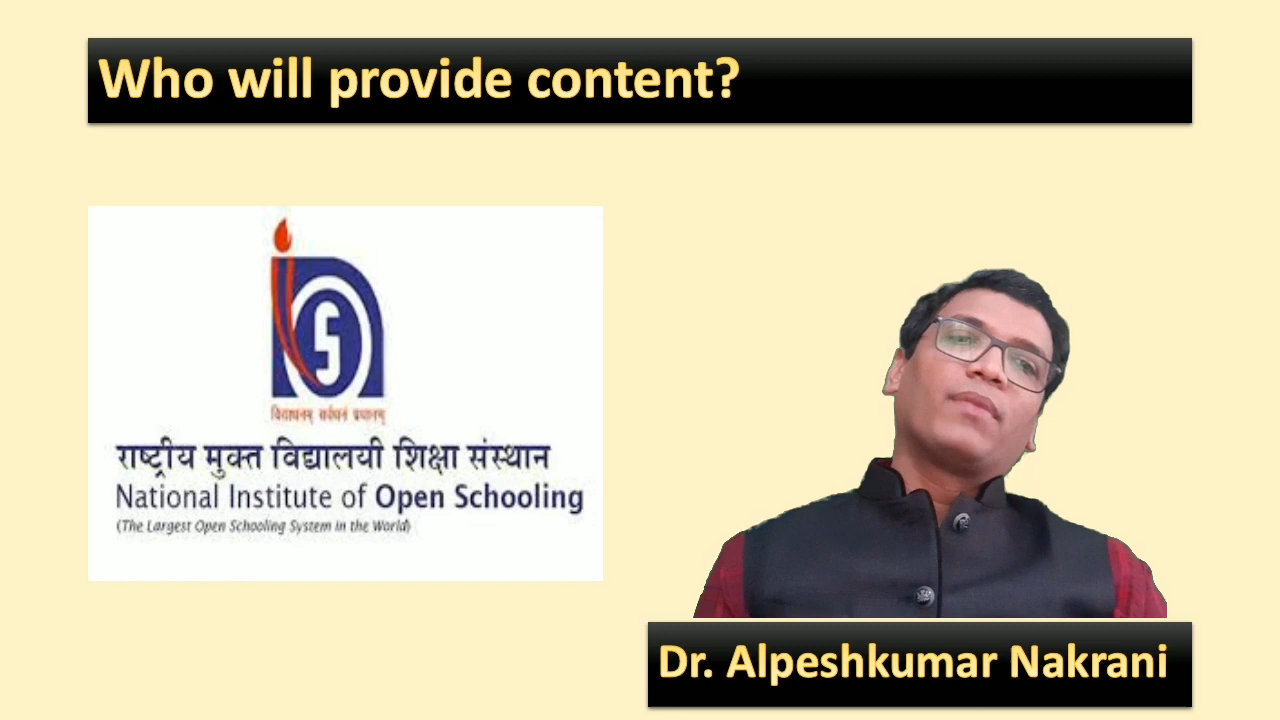 Who will provide content?
राष्ट्रीय मुक्त विद्यालयी शिक्षा संस्थान
National Institute of Open Schooling
(The Largest Open Schooling System in the World)
Dr. Alpeshkumar Nakrani